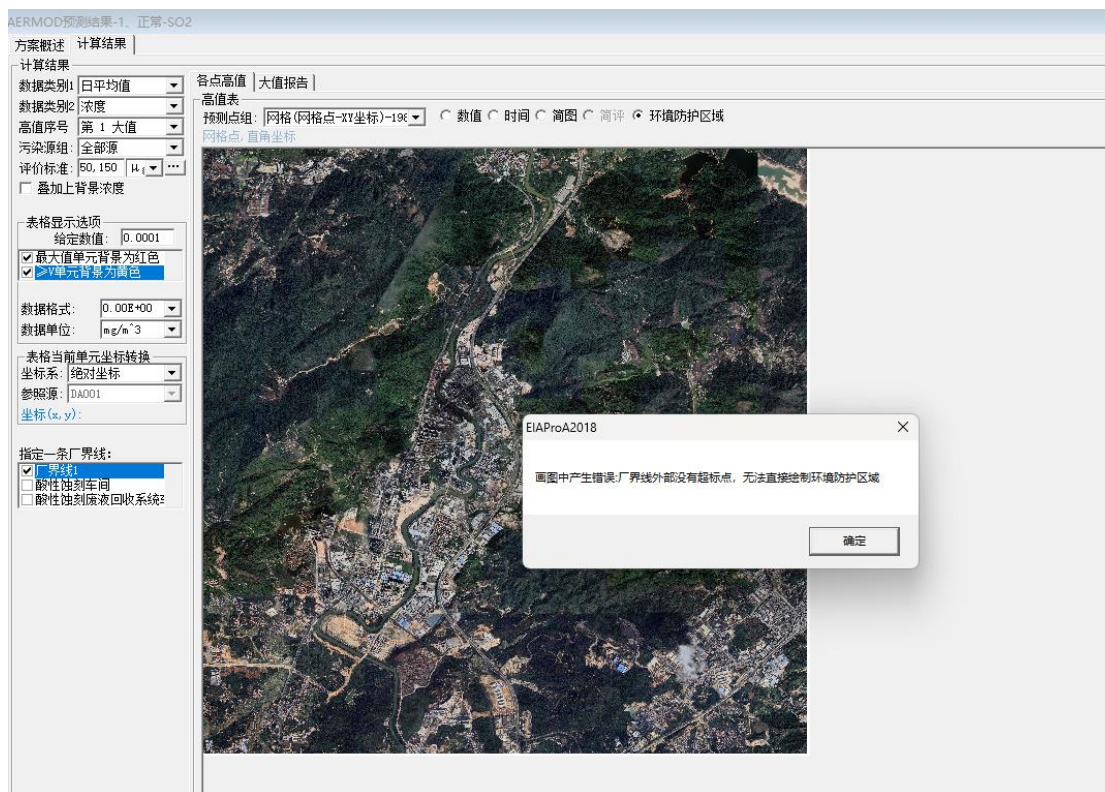 AERMOD预测结果-1、正常-SO2
方案概述 计算结果
计算结果
数据类别1 日平均值
数据类别2 浓度
高值序号 第 1 大值
污染源组: 全部源
评价标准: 50,150
叠加上背景浓度
表格显示选项
给定数值: 0.0001
最大值单元背景为红色
≥V单元背景为黄色
数据格式: 0.00E+00
数据单位: mg/m^3
表格当前单元坐标转换
坐标系: 绝对坐标
参照源: DA001
坐标(x,y):
指定一条厂界线:
厂界线1
酸性蚀刻车间
酸性蚀刻废液回收系统
各点高值 大值报告
高值表
预测点组: 网格(网格点-XY坐标)-198 数值 时间 简图 简评 环境防护区域
网格点,直角坐标
EIAProA2018
画图中产生错误:厂界线外部没有超标点，无法直接绘制环境防护区域
确定